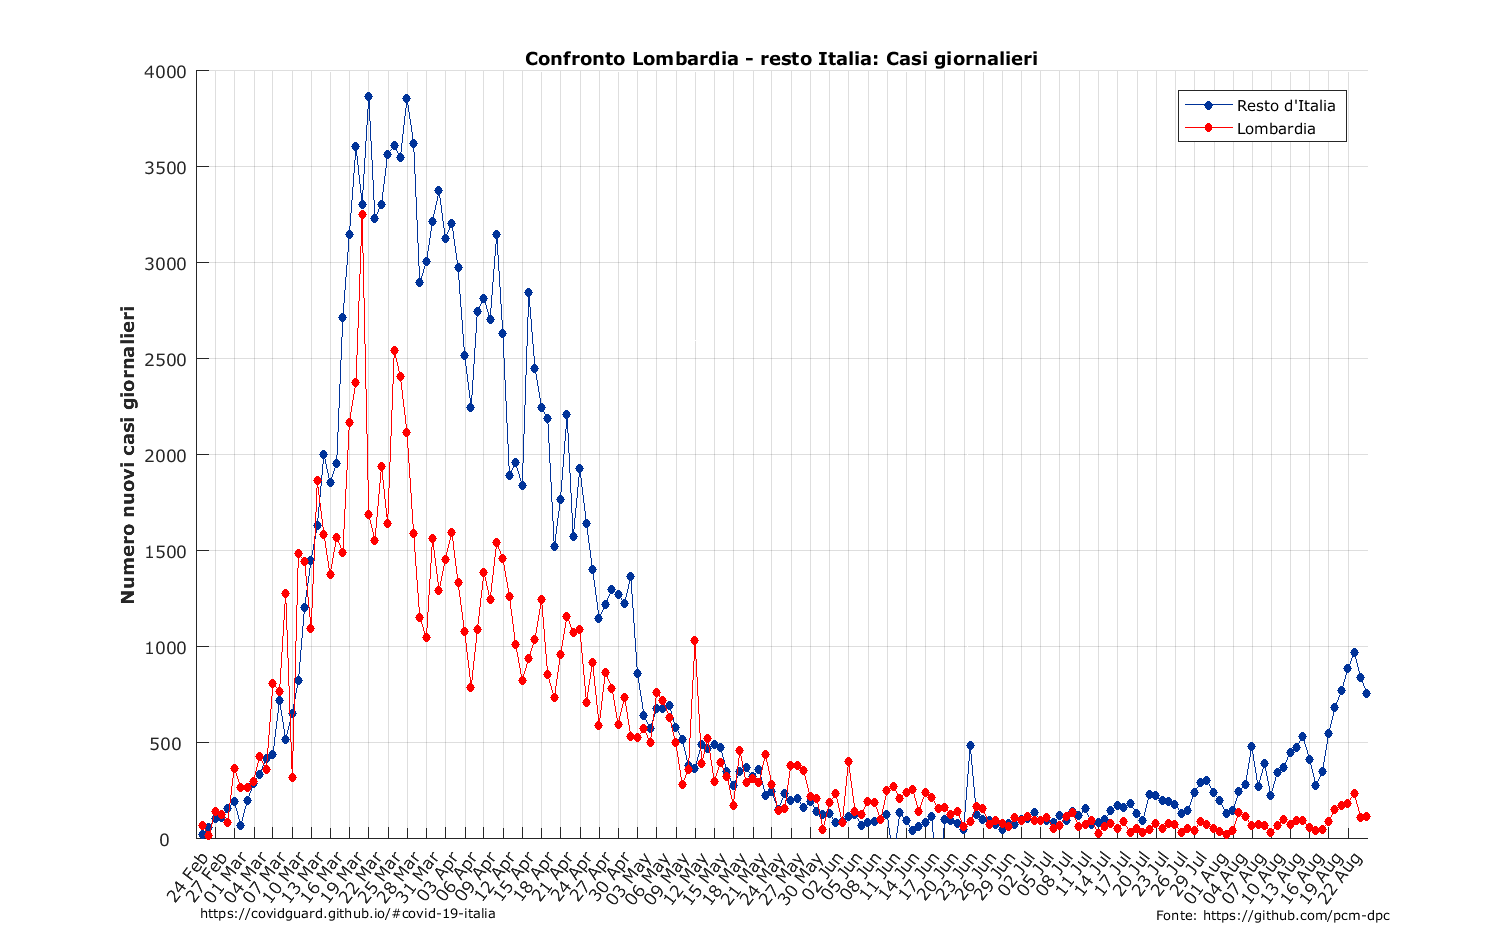 Confronto Lombardia - resto Italia: Casi giornalieri
4000
3500
3000
2500
2000
1500
1000
500
0
Numero nuovi casi giornalieri
Resto d'Italia
Lombardia
24 Feb
27 Feb
01 Mar
04 Mar
07 Mar
10 Mar
13 Mar
16 Mar
19 Mar
22 Mar
25 Mar
28 Mar
31 Mar
03 Apr
06 Apr
09 Apr
12 Apr
15 Apr
18 Apr
21 Apr
24 Apr
27 Apr
30 Apr
03 May
06 May
09 May
12 May
15 May
18 May
21 May
24 May
27 May
30 May
02 Jun
05 Jun
08 Jun
11 Jun
14 Jun
17 Jun
20 Jun
23 Jun
26 Jun
29 Jun
02 Jul
05 Jul
08 Jul
11 Jul
14 Jul
17 Jul
20 Jul
23 Jul
26 Jul
29 Jul
01 Aug
04 Aug
07 Aug
10 Aug
13 Aug
16 Aug
19 Aug
22 Aug
https://covidguard.github.io/#covid-19-italia
Fonte: https://github.com/pcm-dpc